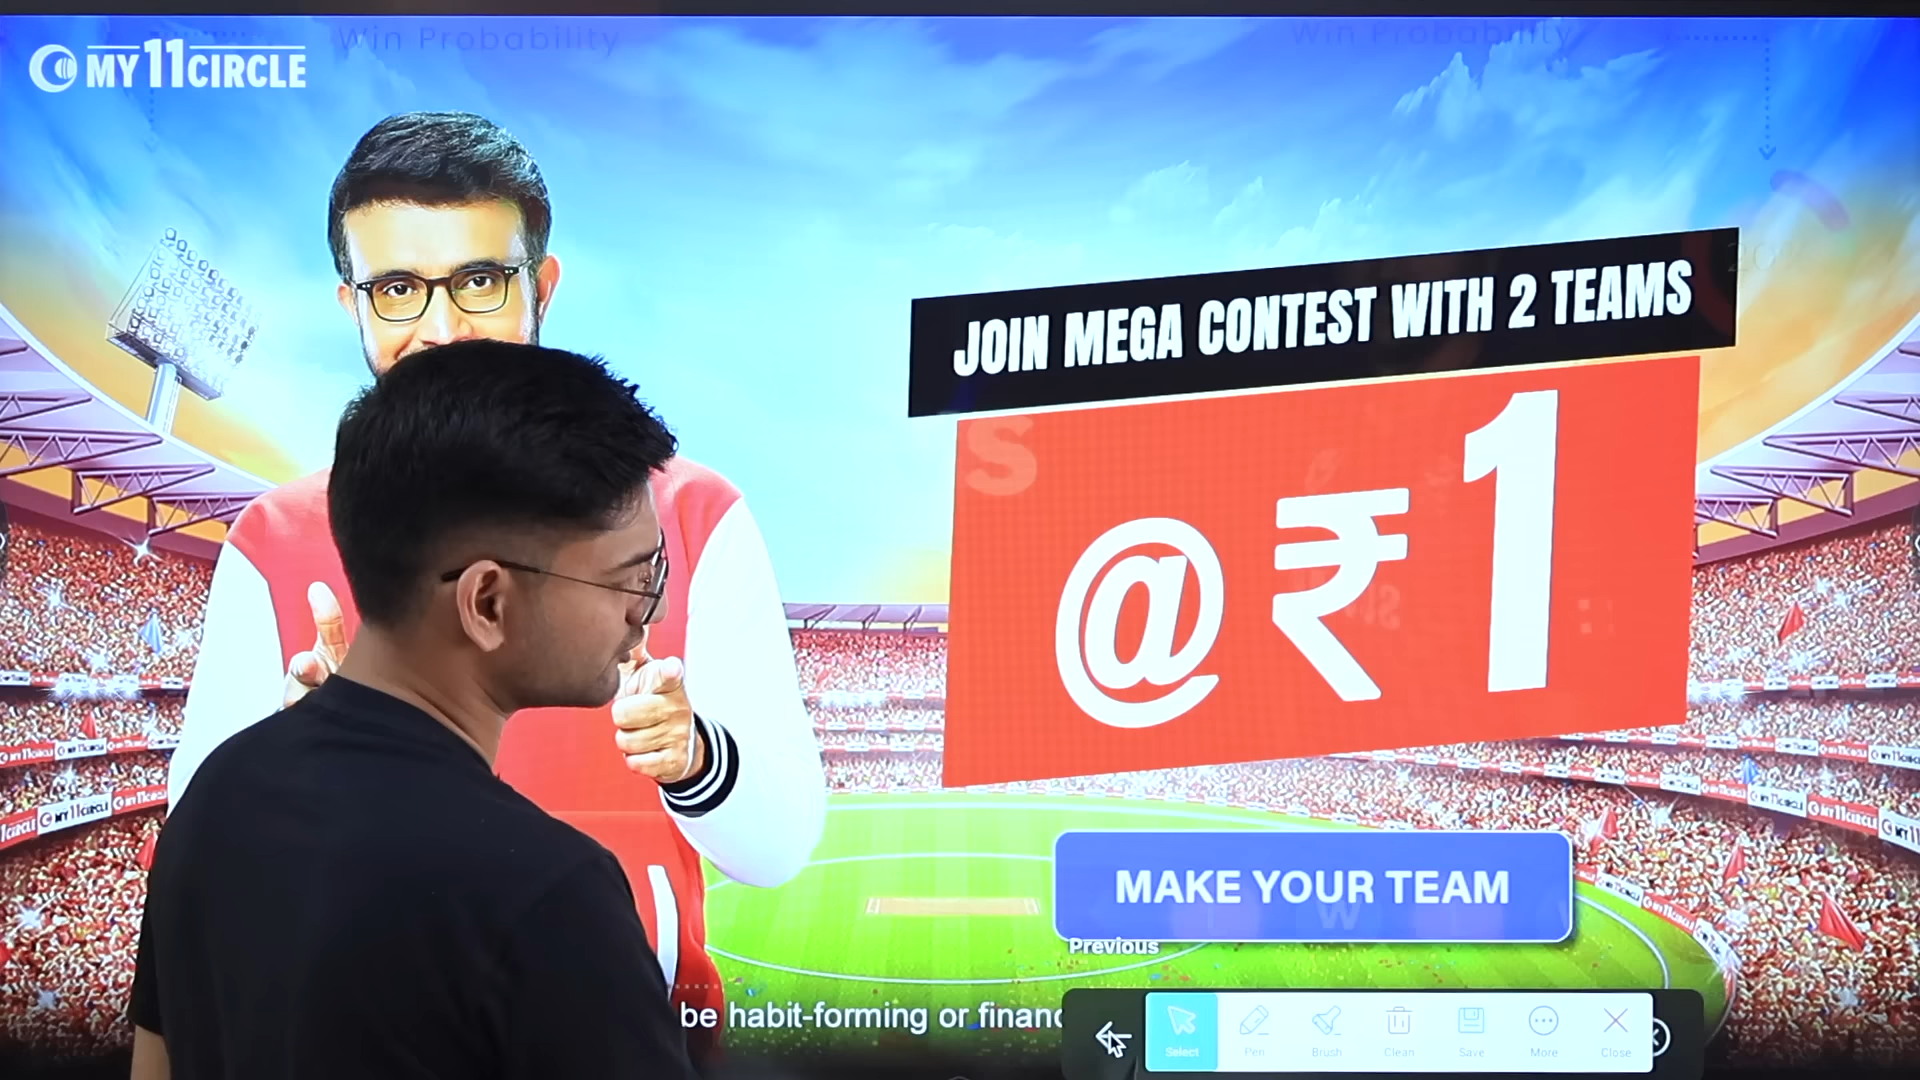 Win Probability
Win Probability
MY11CIRCLE
JOIN MEGA CONTEST WITH 2 TEAMS
S
@ ₹1
MAKE YOUR TEAM
Previous
be habit-forming or financ
Select
Pen
Brush
Clean
Save
More
Close